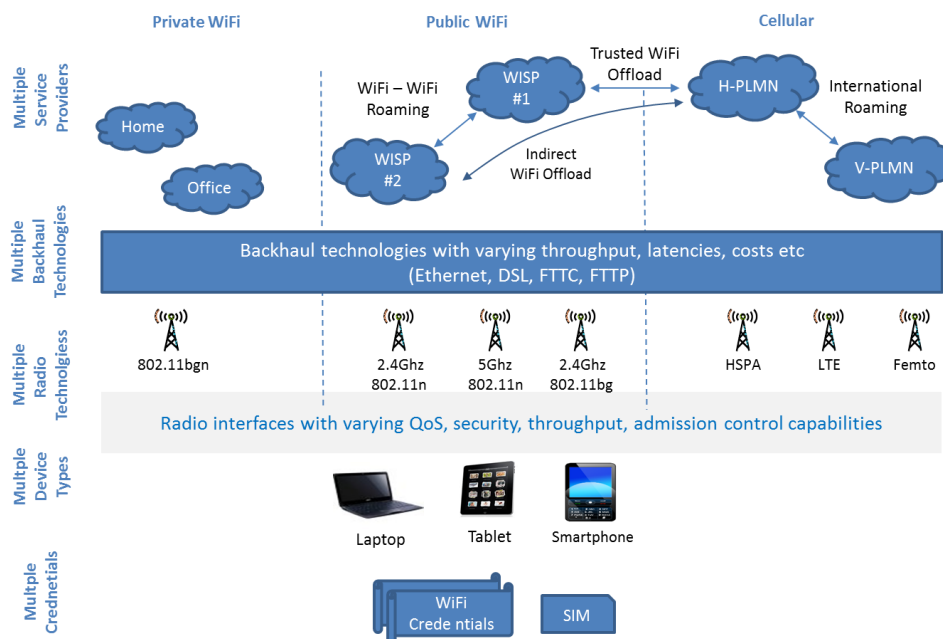 Private WiFi
Public WiFi
Cellular
Multiple
Service
Providers
Home
Office
WiFi – WiFi
Roaming
WISP
#1
WISP
#2
Trusted WiFi
Offload
Indirect
WiFi Offload
H-PLMN
International
Roaming
V-PLMN
Multiple
Backhaul
Technologies
Backhaul technologies with varying throughput, latencies, costs etc
(Ethernet, DSL, FTTC, FTTP)
Multiple
Radio
Technolgiess
802.11bgn
2.4Ghz
802.11n
5Ghz
802.11n
2.4Ghz
802.11bg
HSPA
LTE
Femto
Radio interfaces with varying QoS, security, throughput, admission control capabilities
Multple
Device
Types
Laptop
Tablet
Smartphone
Multple
Crednetials
WiFi
Crede ntials
SIM